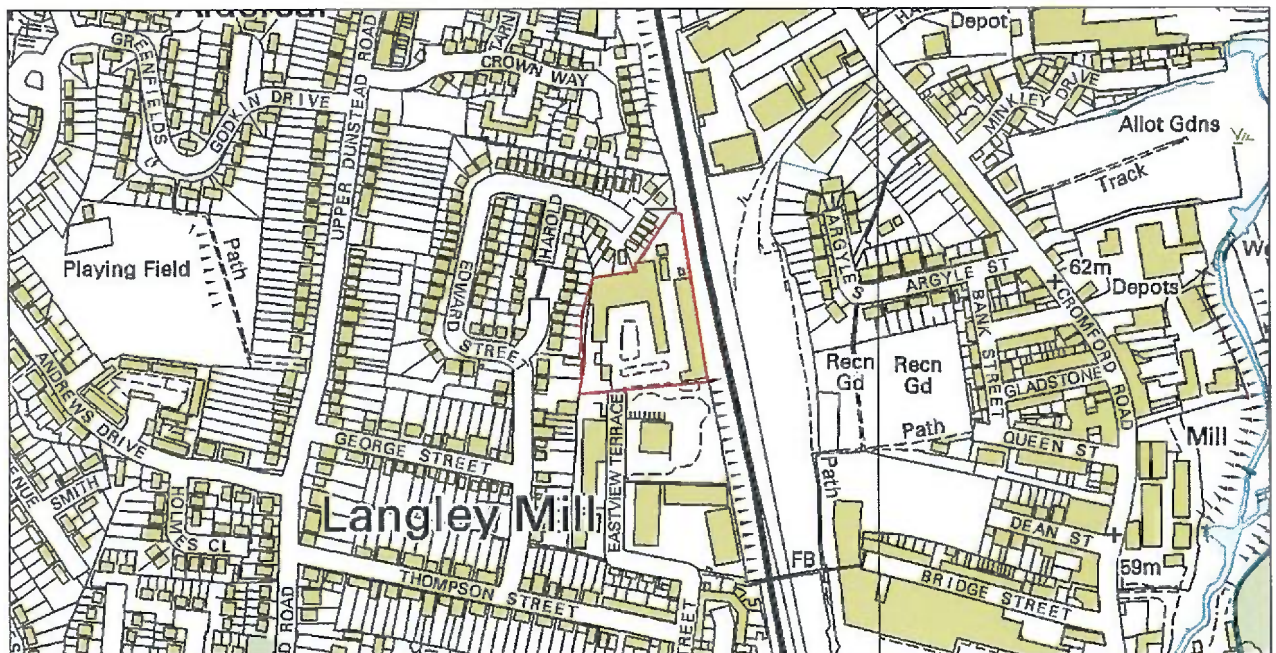 GREENFIELDS
GODKIN DRIVE
UPPER DUNSTEAD ROAD
TARN
CROWN WAY
Depot
MINKLEY DRIVE
Allot Gdns
Track
Playing Field
Path
EDWARD
STREET
HAROLD
ARGYLE S
ARGYLE ST
62m
Depots
CROMFORD ROAD
BANK STREET
Recn
Gd
Recn
Gd
GLADSTONE
Path
QUEEN ST
Mill
ANDREWS DRIVE
SMITH
GEORGE STREET
EASTVIEW TERRACE
Langley Mill
Path
DEAN ST
59m
FB
THOMPSON STREET
BRIDGE STREET